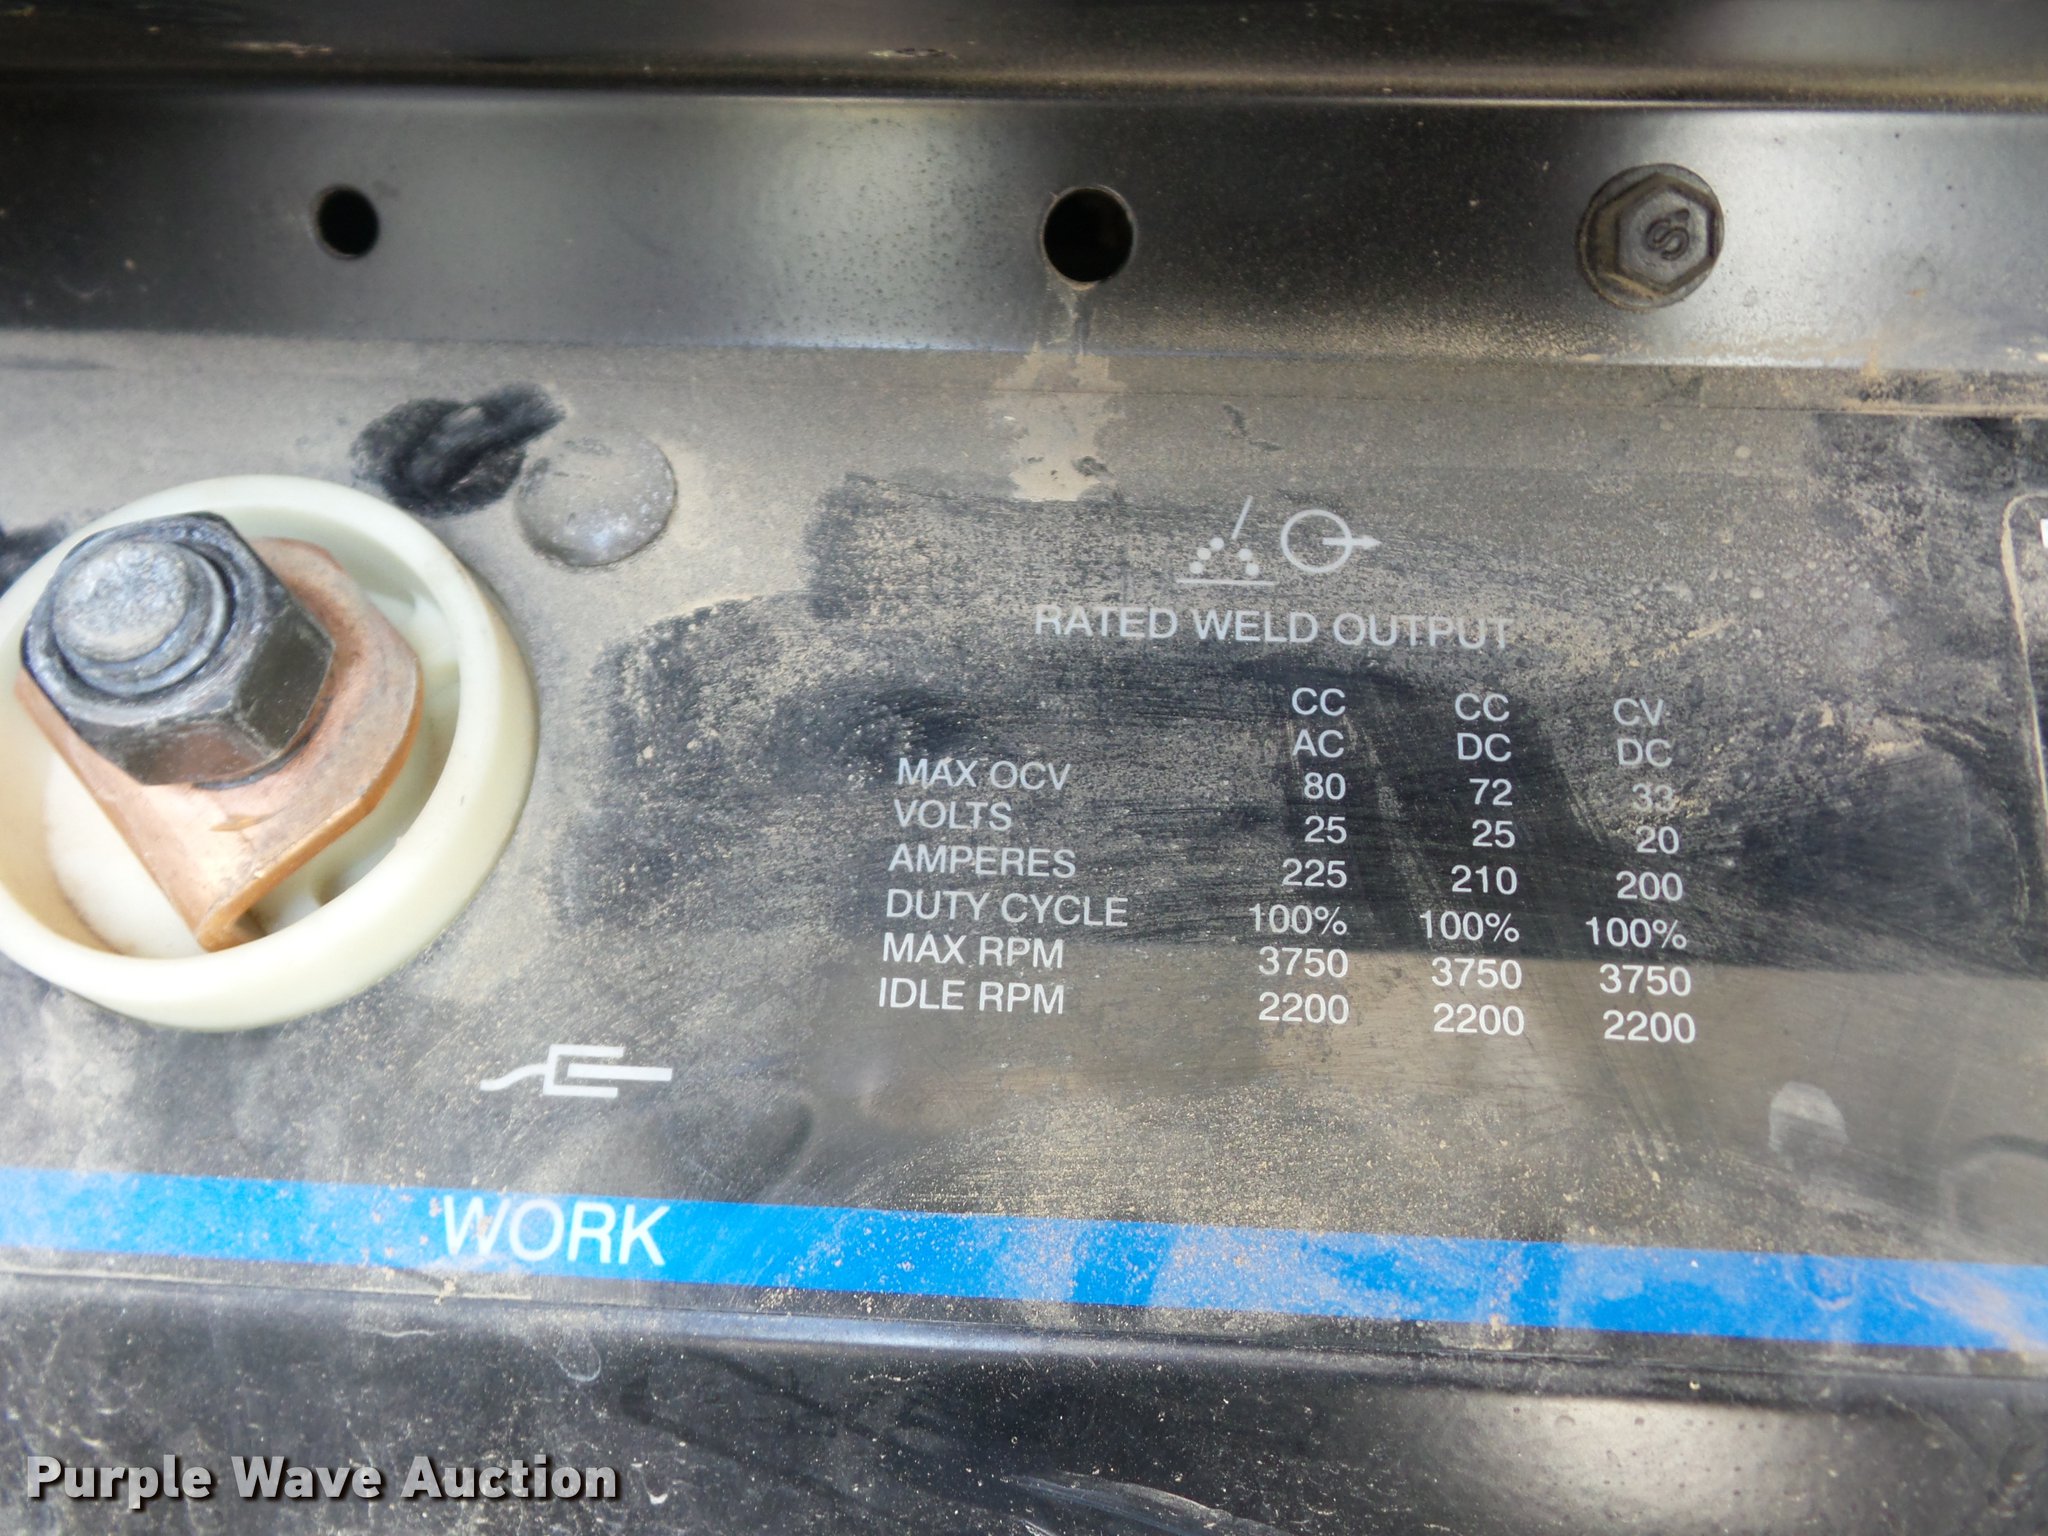 RATED WELD OUTPUT
CC CC CV
AC DC DC
MAX OCV 80 72 33
VOLTS 25 25 20
AMPERES 225 210 200
DUTY CYCLE 100% 100% 100%
MAX RPM 3750 3750 3750
IDLE RPM 2200 2200 2200
WORK
Purple Wave Auction